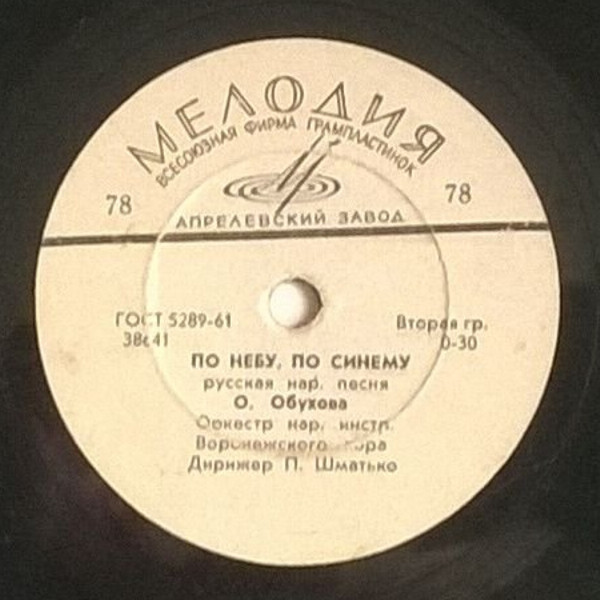 МЕЛОДИЯ
ВСЕСОЮЗНАЯ ФИРМА ГРАМПЛАСТИНОК
78 78
АПРЕЛЕВСКИЙ ЗАВОД
ГОСТ 5289-61 Вторая гр.
0-30
ПО НЕБУ, ПО СИНЕМУ
русская нар. песня
О. Обухова
Оркестр нар. инстр.
Воронежского хора
Дирижер П. Шматько